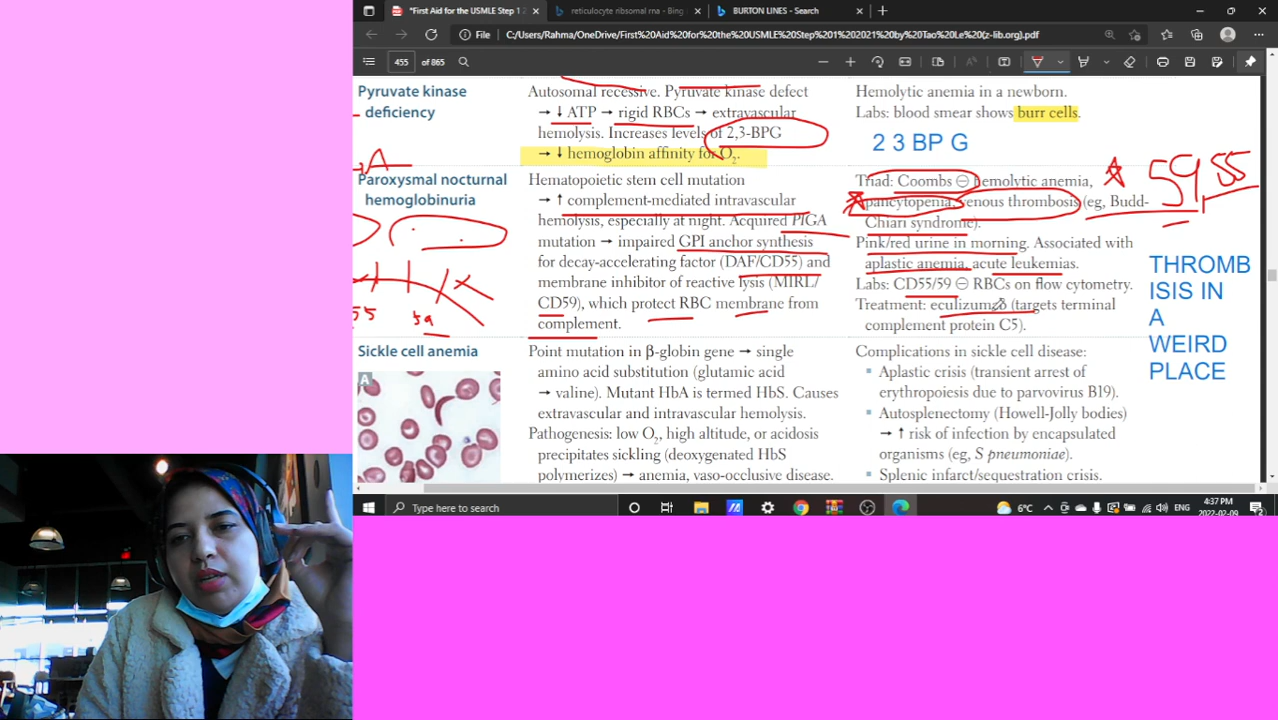 "First Aid for the USMLE Step 1 2
reticulocyte ribsomal rna - Bing
BURTON LINES - Search
File
C:/Users/Rahma/OneDrive/First%20Aid%20for%20the%20USMLE%20Step%201%202021%20by%20Tao%20Le%20(z-lib.org).pdf
455 of 865
Pyruvate kinase
deficiency
Autosomal recessive. Pyruvate kinase defect
→ ↓ ATP → rigid RBCs → extravascular
hemolysis. Increases levels of 2,3-BPG
→ ↓ hemoglobin affinity for O2.
Hemolytic anemia in a newborn.
Labs: blood smear shows burr cells.
2 3 BP G
Paroxysmal nocturnal
hemoglobinuria
Hematopoietic stem cell mutation
→ ↑ complement-mediated intravascular
hemolysis, especially at night. Acquired PIGA
mutation → impaired GPI anchor synthesis
for decay-accelerating factor (DAF/CD55) and
membrane inhibitor of reactive lysis (MIRL/
CD59), which protect RBC membrane from
complement.
Triad: Coombs ⊖ hemolytic anemia,
pancytopenia, venous thrombosis (eg, Budd-
Chiari syndrome).
Pink/red urine in morning. Associated with
aplastic anemia, acute leukemias.
Labs: CD55/59 ⊖ RBCs on flow cytometry.
Treatment: eculizumab (targets terminal
complement protein C5).
59 55
A
55
59
THROMB
ISIS IN
A
WEIRD
PLACE
Sickle cell anemia
A
Point mutation in β-globin gene → single
amino acid substitution (glutamic acid
→ valine). Mutant HbA is termed HbS. Causes
extravascular and intravascular hemolysis.
Pathogenesis: low O2, high altitude, or acidosis
precipitates sickling (deoxygenated HbS
polymerizes) → anemia, vaso-occlusive disease.
Complications in sickle cell disease:
▪ Aplastic crisis (transient arrest of
erythropoiesis due to parvovirus B19).
▪ Autosplenectomy (Howell-Jolly bodies)
→ ↑ risk of infection by encapsulated
organisms (eg, S pneumoniae).
▪ Splenic infarct/sequestration crisis.
Type here to search
6°C
ENG
4:37 PM
2022-02-09